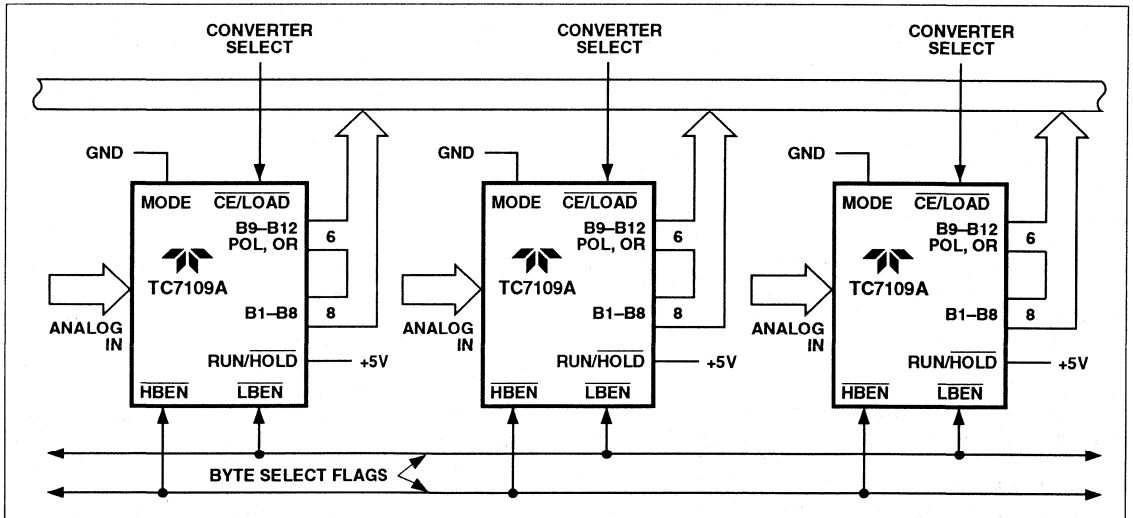 CONVERTER
SELECT
CONVERTER
SELECT
CONVERTER
SELECT
GND
MODE
CE/LOAD
B9–B12
POL, OR
6
TC7109A
ANALOG
IN
B1–B8
8
RUN/HOLD
+5V
HBEN
LBEN
GND
MODE
CE/LOAD
B9–B12
POL, OR
6
TC7109A
ANALOG
IN
B1–B8
8
RUN/HOLD
+5V
HBEN
LBEN
GND
MODE
CE/LOAD
B9–B12
POL, OR
6
TC7109A
ANALOG
IN
B1–B8
8
RUN/HOLD
+5V
HBEN
LBEN
BYTE SELECT FLAGS